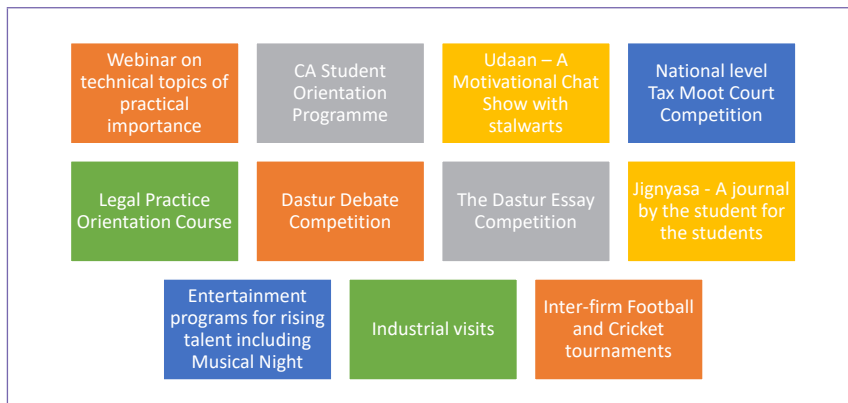 Webinar on
technical topics of
practical
importance
CA Student
Orientation
Programme
Udaan – A
Motivational Chat
Show with
stalwarts
National level
Tax Moot Court
Competition
Legal Practice
Orientation Course
Dastur Debate
Competition
The Dastur Essay
Competition
Jignyasa - A journal
by the student for
the students
Entertainment
programs for rising
talent including
Musical Night
Industrial visits
Inter-firm Football
and Cricket
tournaments